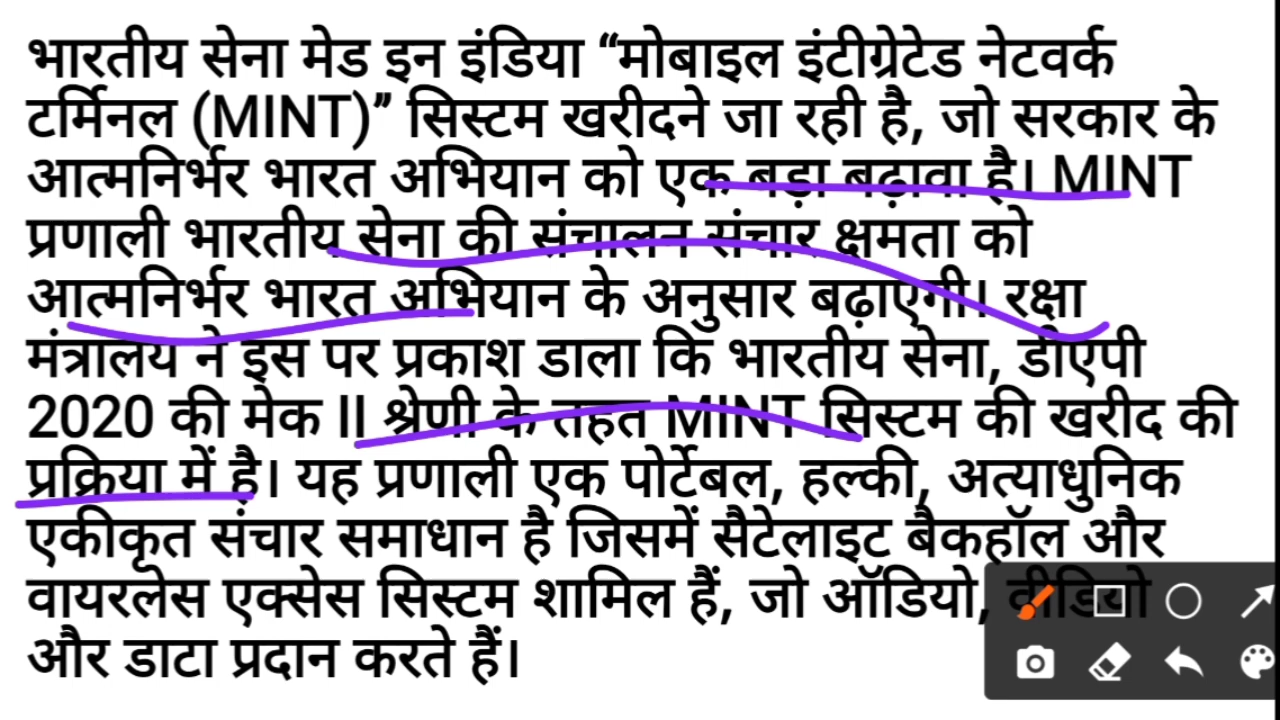 भारतीय सेना मेड इन इंडिया “मोबाइल इंटीग्रेटेड नेटवर्क
टर्मिनल (MINT)” सिस्टम खरीदने जा रही है, जो सरकार के
आत्मनिर्भर भारत अभियान को एक बड़ा बढ़ावा है। MINT
प्रणाली भारतीय सेना की संचालन संचार क्षमता को
आत्मनिर्भर भारत अभियान के अनुसार बढ़ाएगी। रक्षा
मंत्रालय ने इस पर प्रकाश डाला कि भारतीय सेना, डीएपी
2020 की मेक II श्रेणी के तहत MINT सिस्टम की खरीद की
प्रक्रिया में है। यह प्रणाली एक पोर्टेबल, हल्की, अत्याधुनिक
एकीकृत संचार समाधान है जिसमें सैटेलाइट बैकहॉल और
वायरलेस एक्सेस सिस्टम शामिल हैं, जो ऑडियो, वीडियो
और डाटा प्रदान करते हैं।